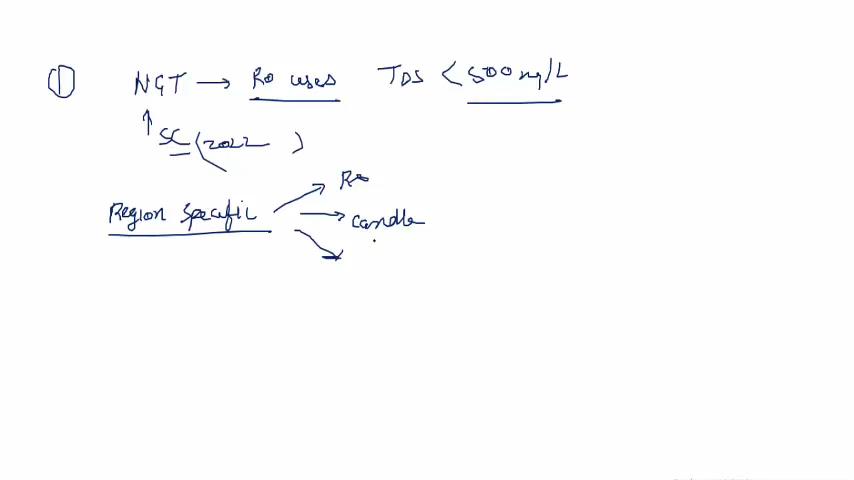 ① NGT → RO uses TDS < 500 mg/L
↑ SC (2022 )
Region Specific → RO
→ Candle